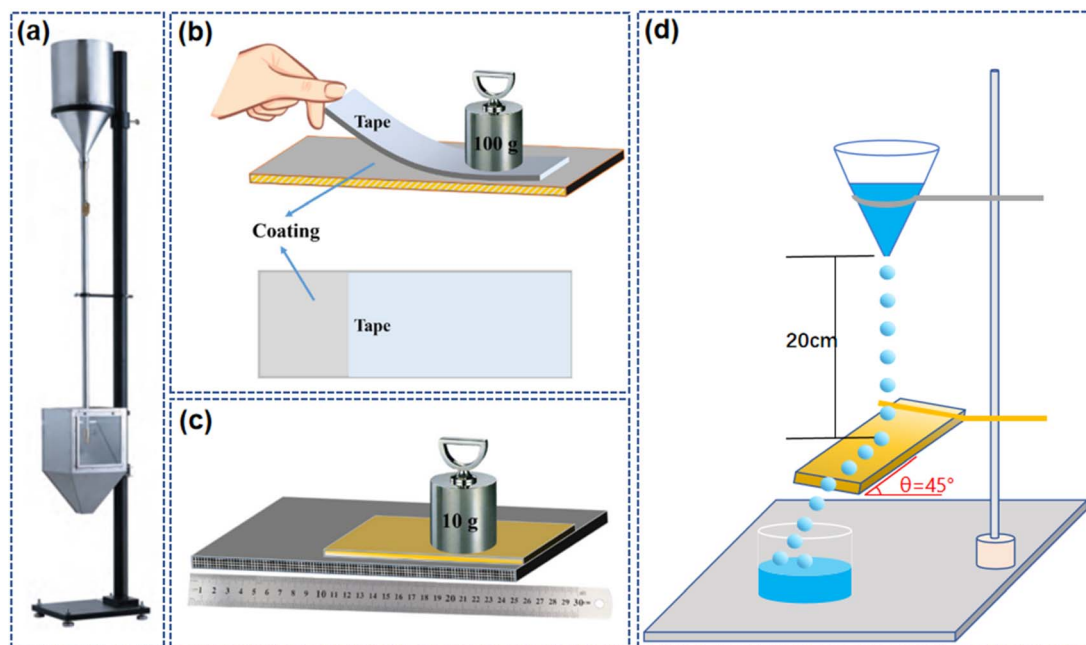 (a)
(b)
Tape
100 g
Coating
Tape
(c)
10 g
1 2 3 4 5 6 7 8 9 10 11 12 13 14 15 16 17 18 19 20 21 22 23 24 25 26 27 28 29 30
(d)
20cm
θ=45°